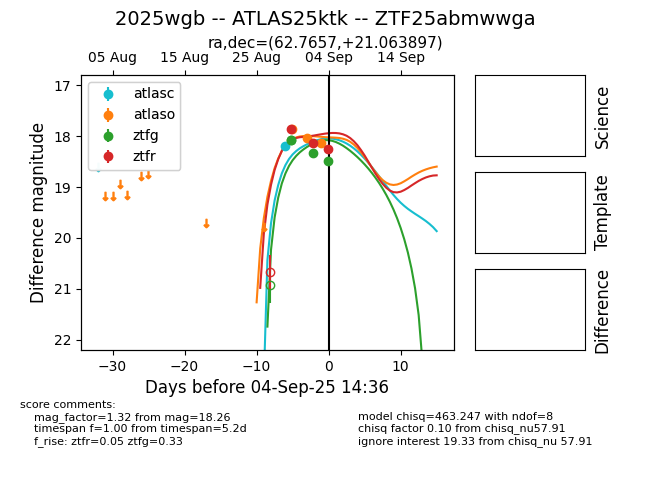 2025wgb -- ATLAS25ktk -- ZTF25abmwwga
ra,dec=(62.7657,+21.063897)
05 Aug 15 Aug 25 Aug 04 Sep 14 Sep
atlasc
atlaso
ztfg
ztfr
17
18
19
20
21
22
Difference magnitude
−30 −20 −10 0 10
Days before 04-Sep-25 14:36
Science
Template
Difference
score comments:
mag_factor=1.32 from mag=18.26
timespan f=1.00 from timespan=5.2d
f_rise: ztfr=0.05 ztfg=0.33
model chisq=463.247 with ndof=8
chisq factor 0.10 from chisq_nu57.91
ignore interest 19.33 from chisq_nu 57.91